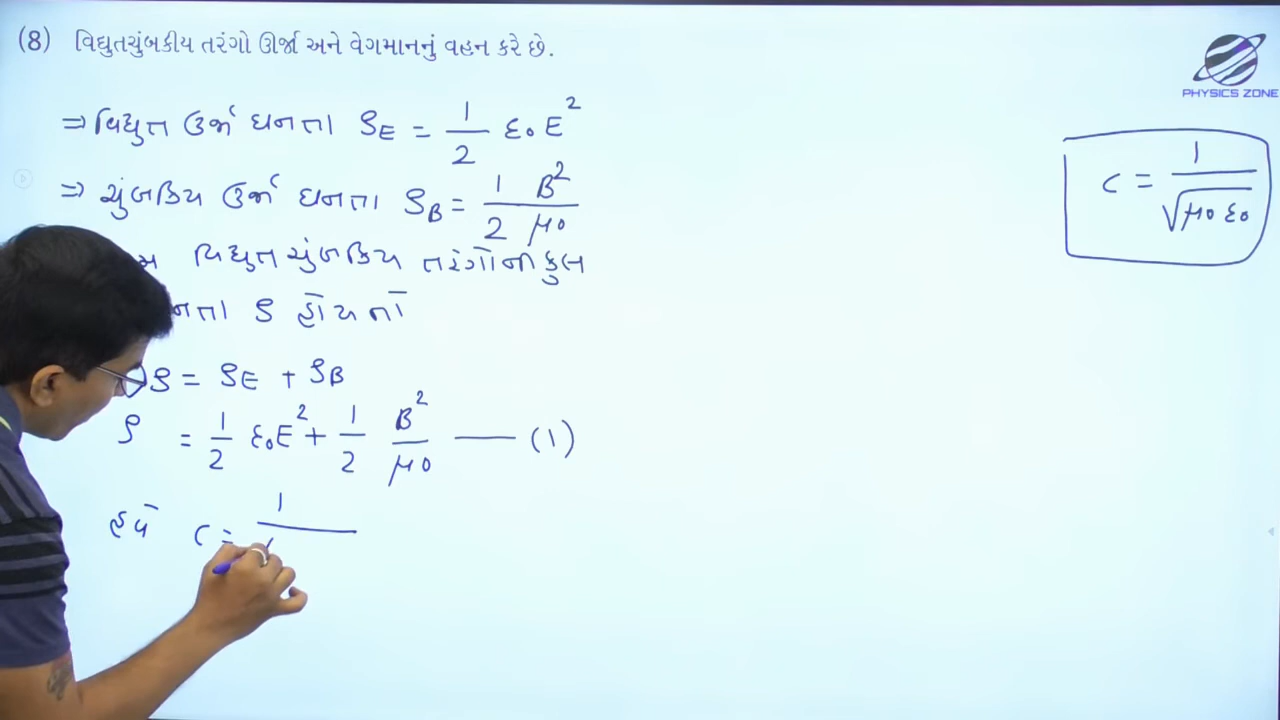 (8) વિદ્યુતચુંબકીય તરંગો ઊર્જા અને વેગમાનનું વહન કરે છે.
PHYSICS ZONE
⇒ વિદ્યુત ઉર્જા ઘનતા ρE = 1/2 ε₀E²
⇒ ચુંબકિય ઉર્જા ઘનતા ρB = 1/2 B²/μ₀
c = 1/√μ₀ε₀
વિદ્યુતચુંબકિય તરંગોની કુલ
ρ હોય તો
ρ = ρE + ρB
ρ = 1/2 ε₀E² + 1/2 B²/μ₀ —— (1)
હવે c = 1